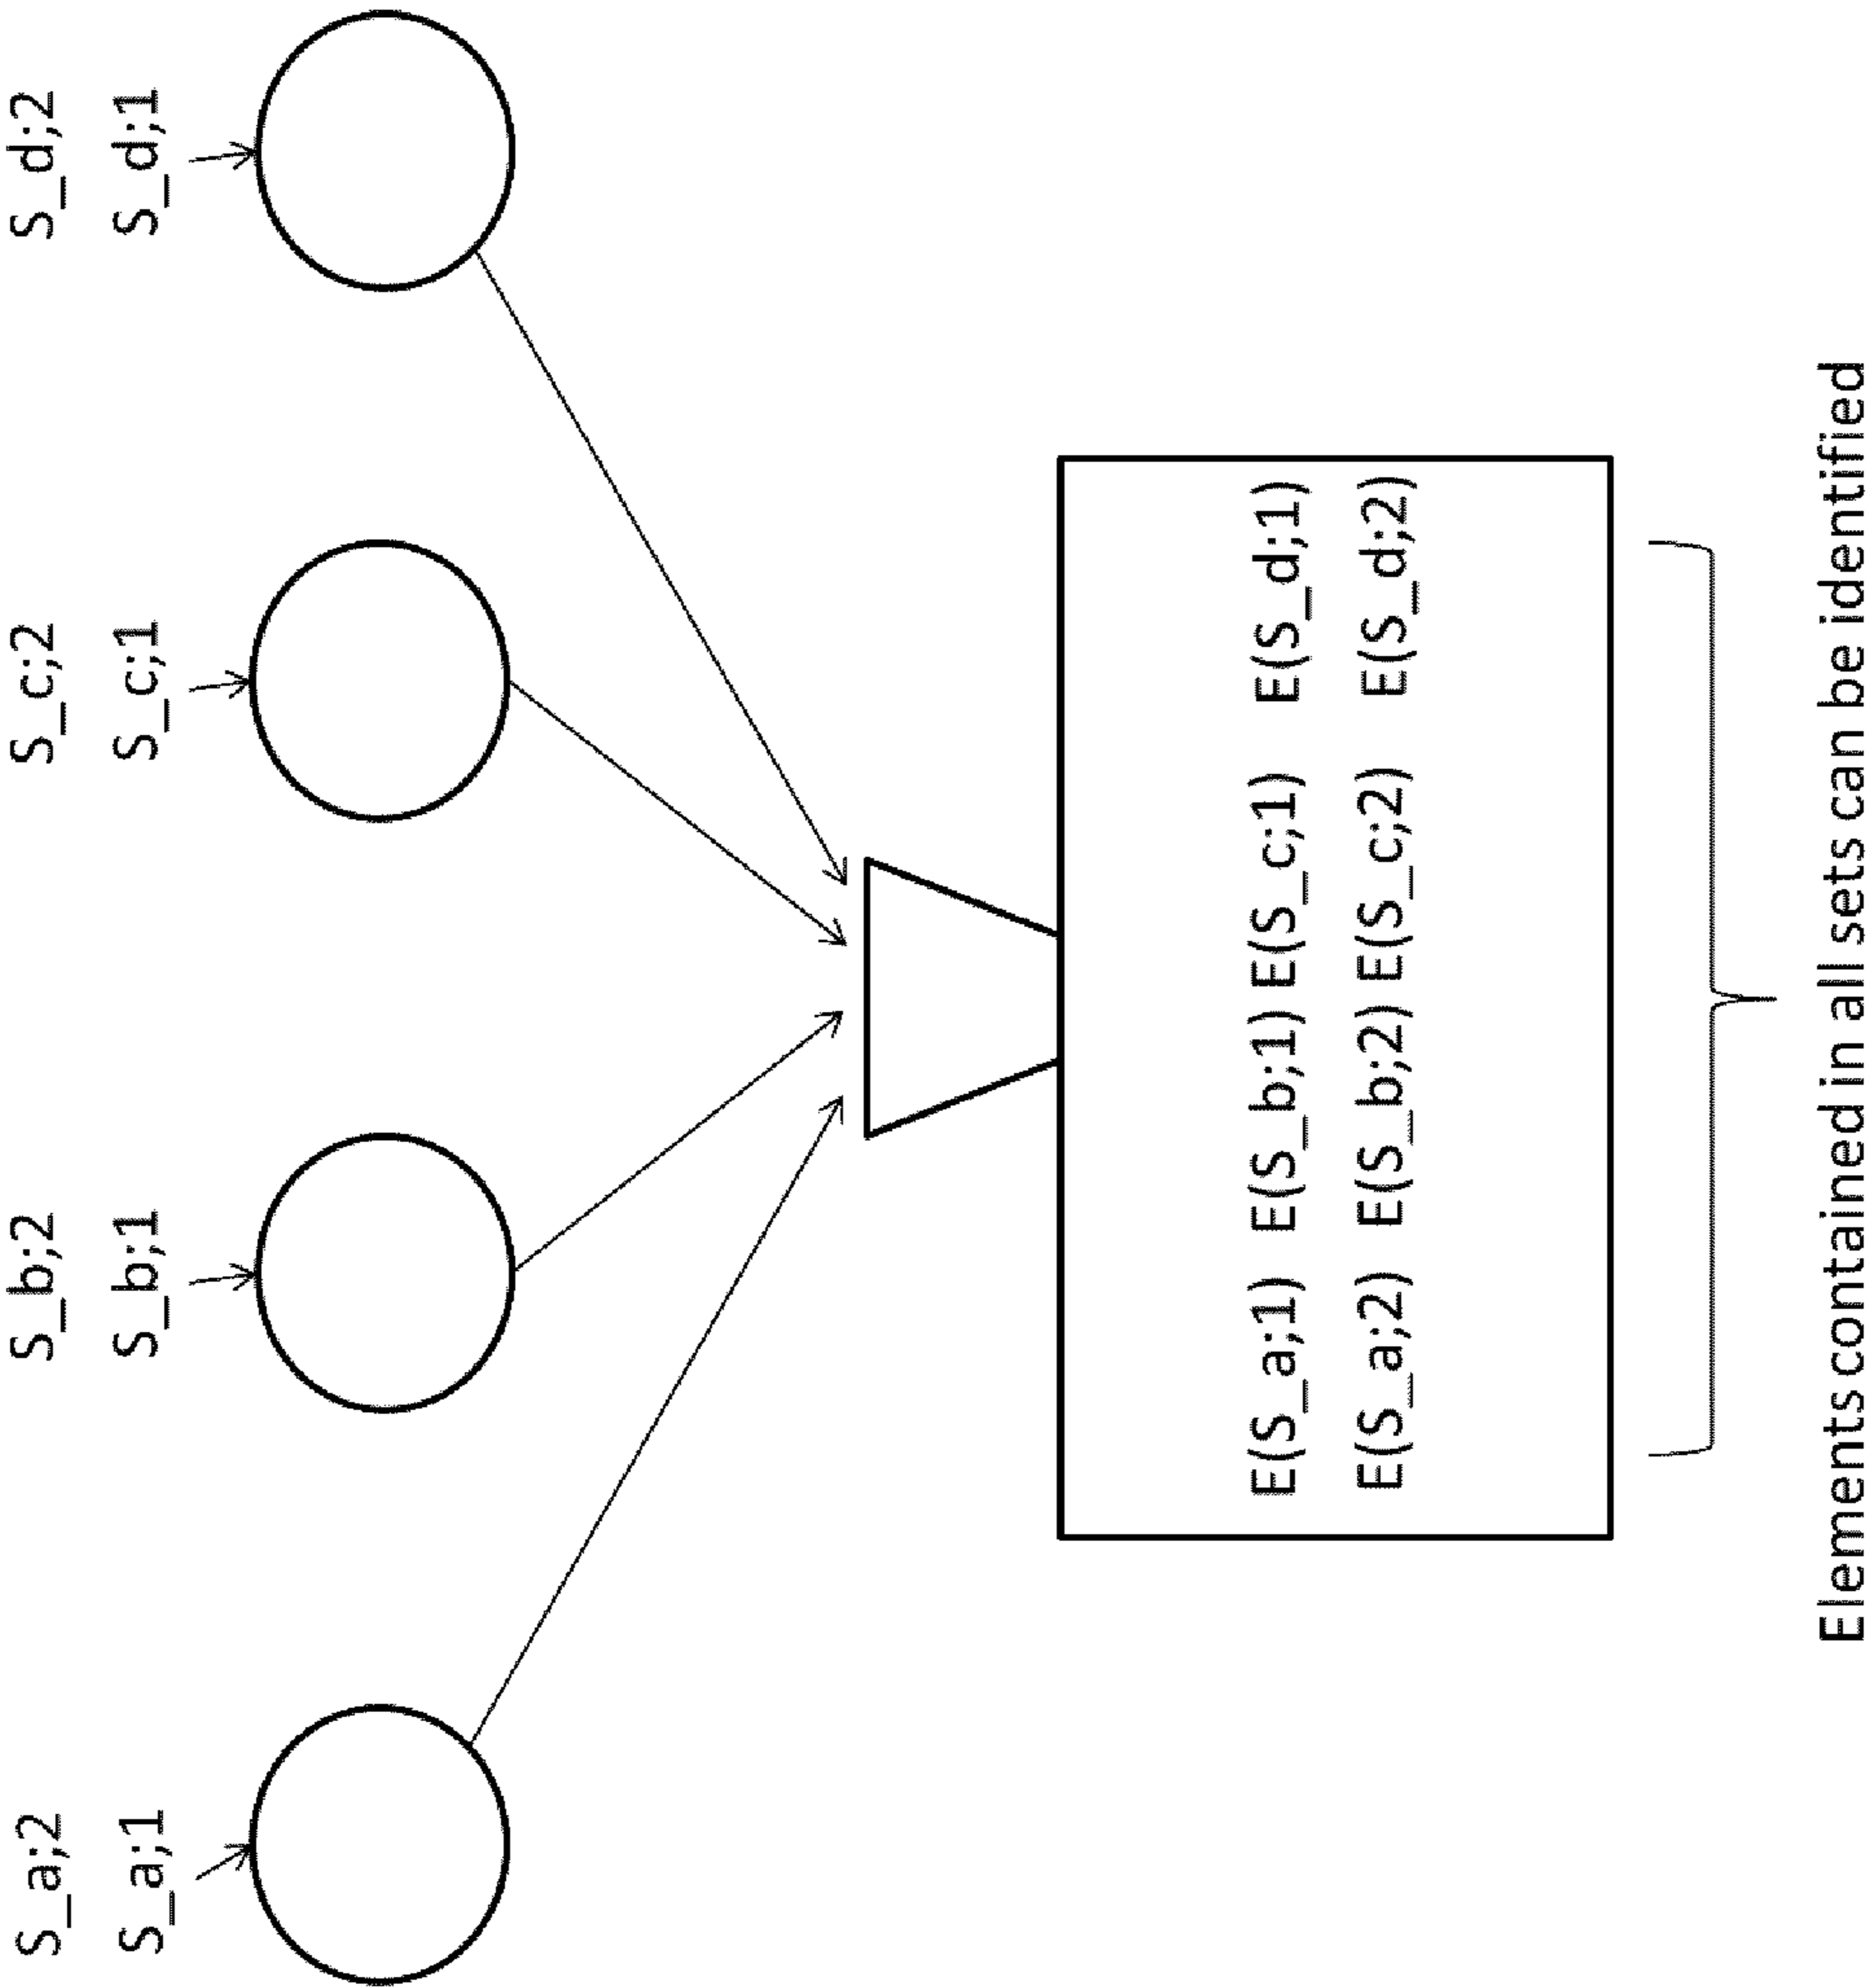 S_a;2 S_b;2 S_c;2 S_d;2
S_a;1 S_b;1 S_c;1 S_d;1
E(S_a;1) E(S_b;1) E(S_c;1) E(S_d;1)
E(S_a;2) E(S_b;2) E(S_c;2) E(S_d;2)
Elements contained in all sets can be identified